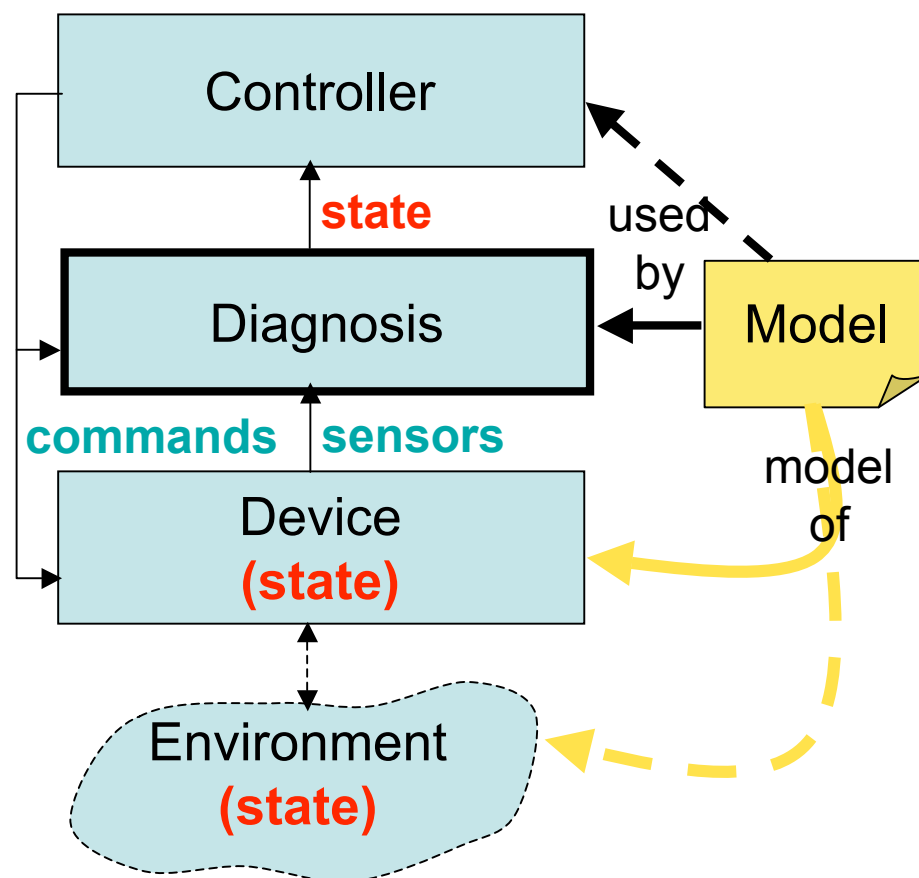 Controller
state
used
by
Diagnosis
Model
commands sensors
model
of
Device
(state)
Environment
(state)